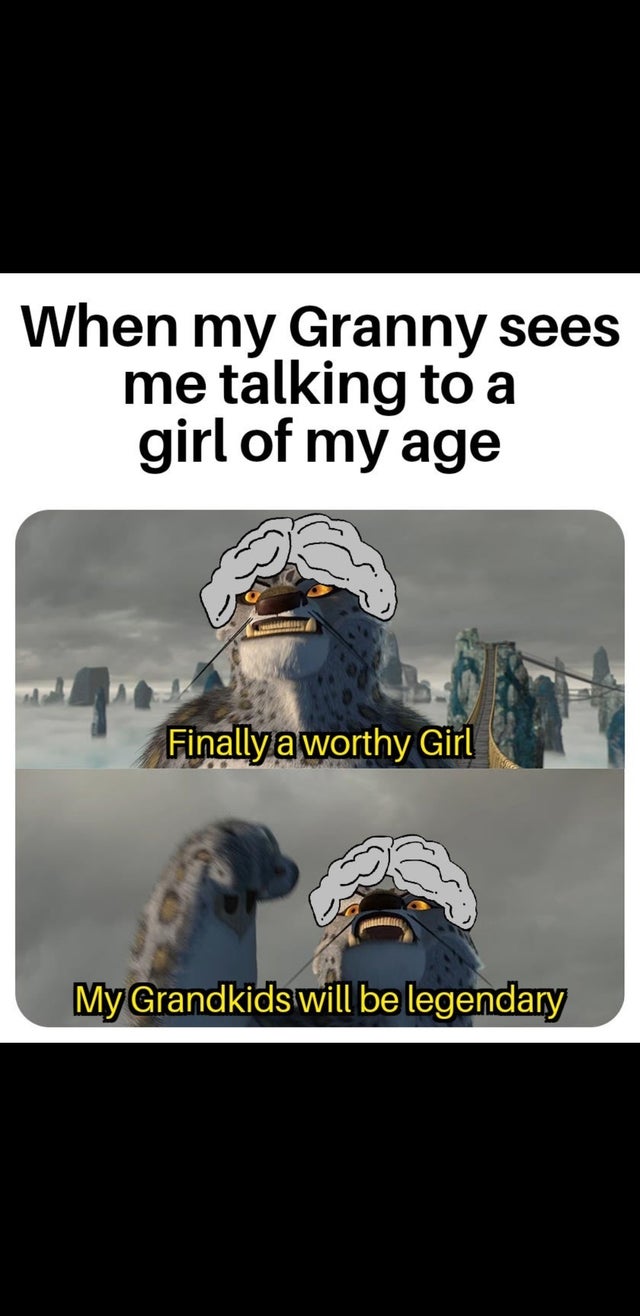 When my Granny sees
me talking to a
girl of my age
Finally a worthy Girl
My Grandkids will be legendary